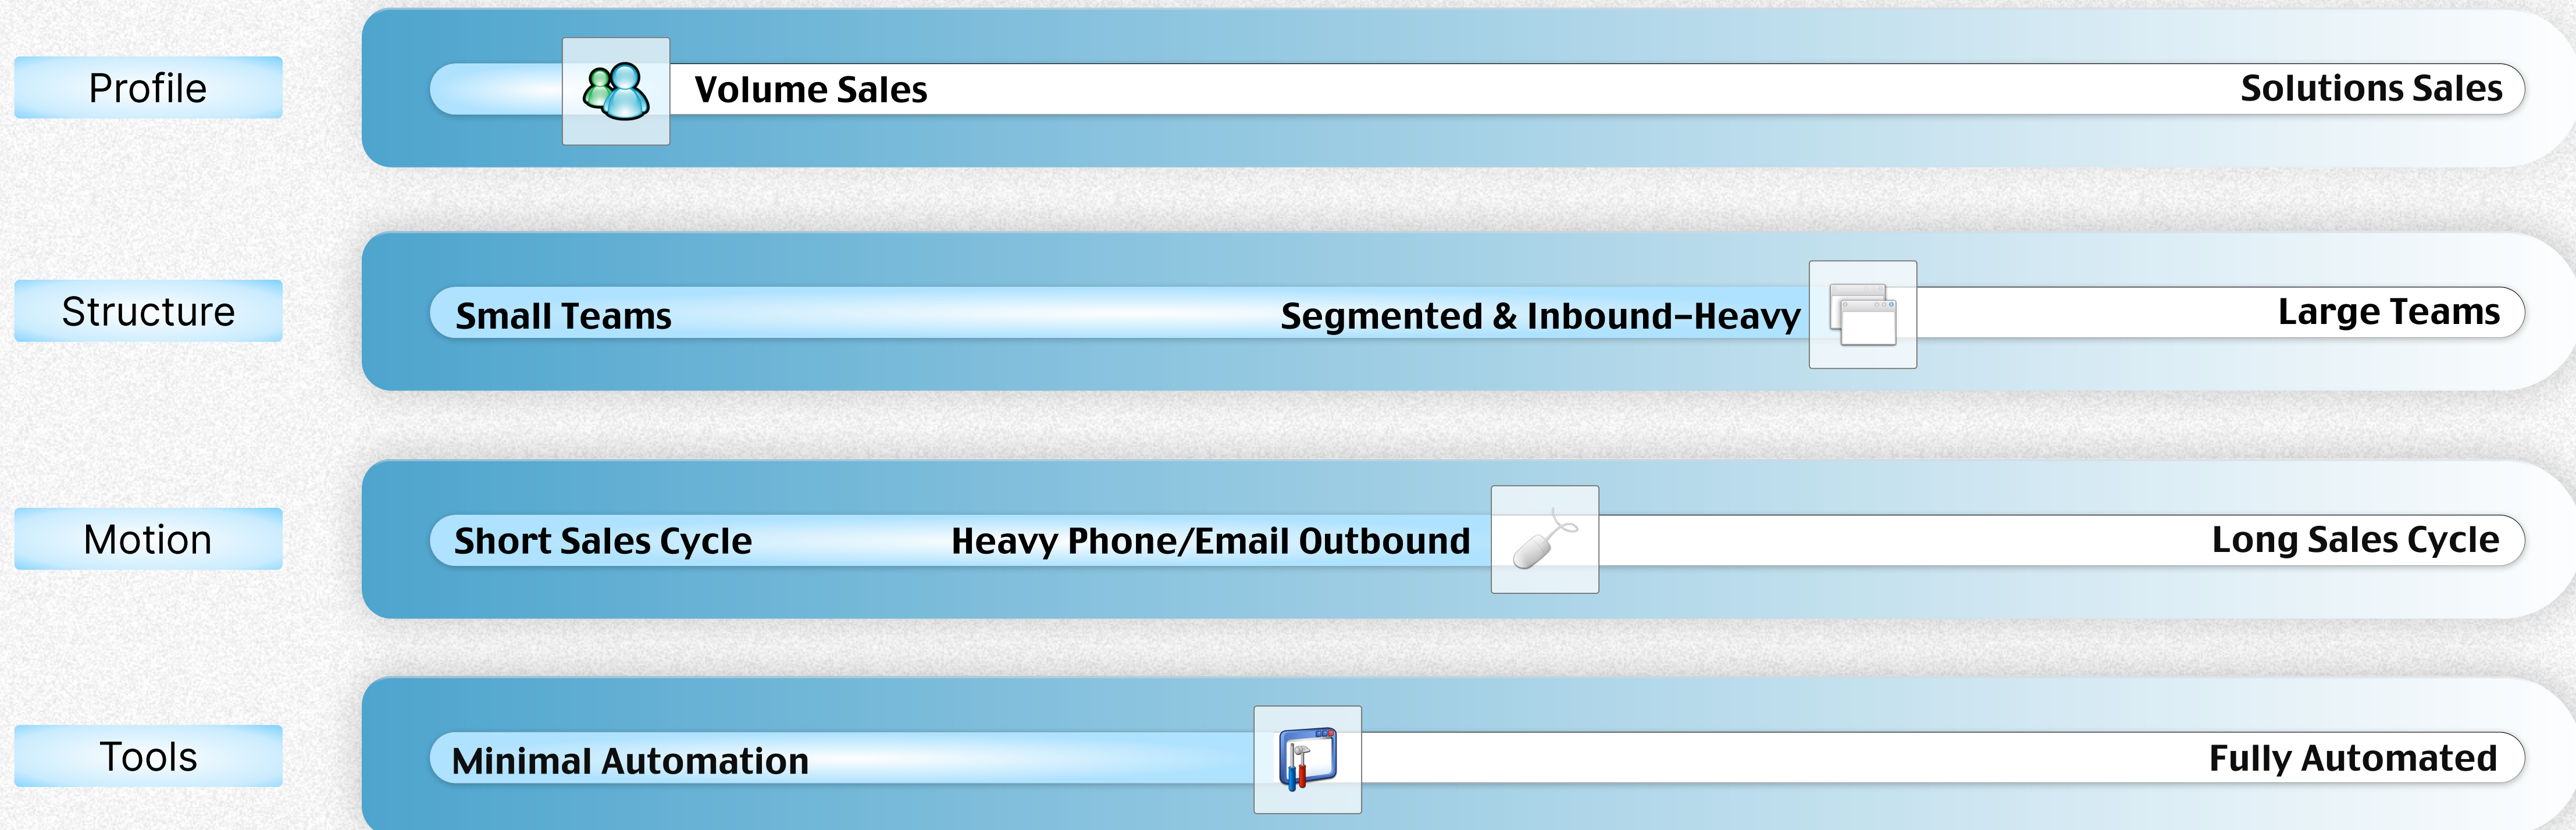 Profile
Volume Sales
Solutions Sales
Structure
Small Teams
Segmented & Inbound-Heavy
Large Teams
Motion
Short Sales Cycle
Heavy Phone/Email Outbound
Long Sales Cycle
Tools
Minimal Automation
Fully Automated